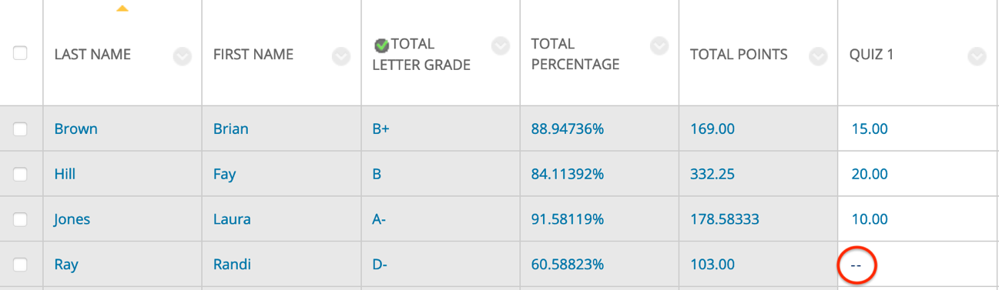 LAST NAME FIRST NAME TOTAL LETTER GRADE TOTAL PERCENTAGE TOTAL POINTS QUIZ 1
Brown Brian B+ 88.94736% 169.00 15.00
Hill Fay B 84.11392% 332.25 20.00
Jones Laura A- 91.58119% 178.58333 10.00
Ray Randi D- 60.58823% 103.00 --